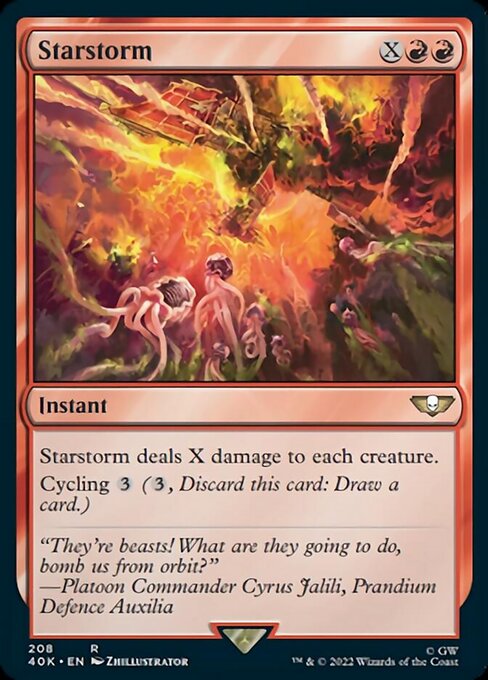 Starstorm X
Instant
Starstorm deals X damage to each creature.
Cycling 3 (3, Discard this card: Draw a
card.)
“They’re beasts! What are they going to do,
bomb us from orbit?”
—Platoon Commander Cyrus Jalili, Prandium
Defence Auxilia
208 R
40K • EN Zhillustrator
© GW
™ & © 2022 Wizards of the Coast